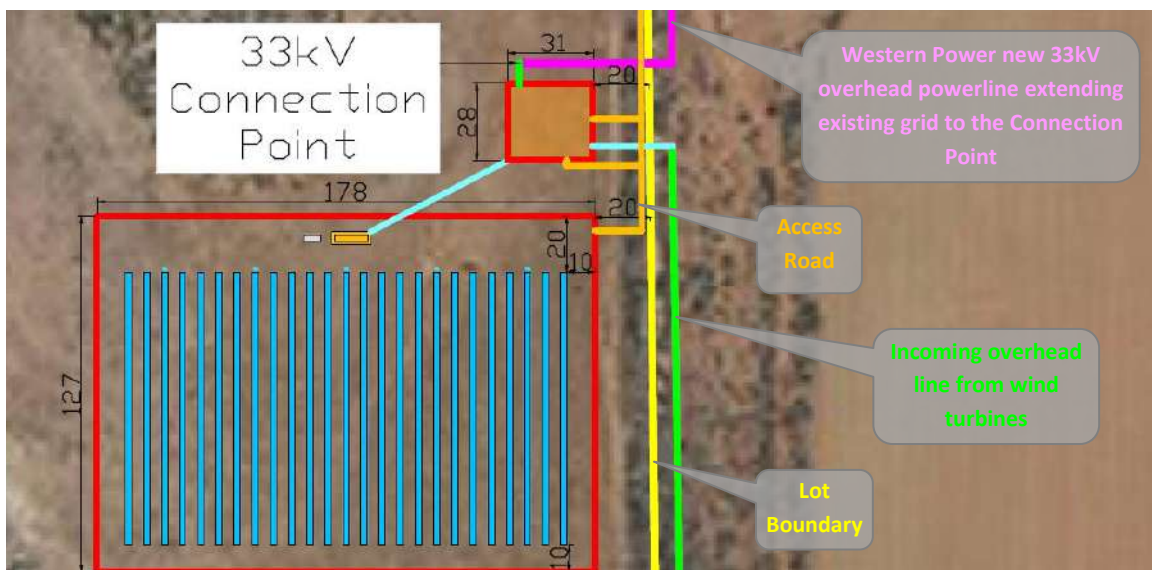 33kV
Connection
Point
31
20
28
Western Power new 33kV
overhead powerline extending
existing grid to the Connection
Point
178
20
20
10
127
Access
Road
Incoming overhead
line from wind
turbines
Lot
Boundary
10